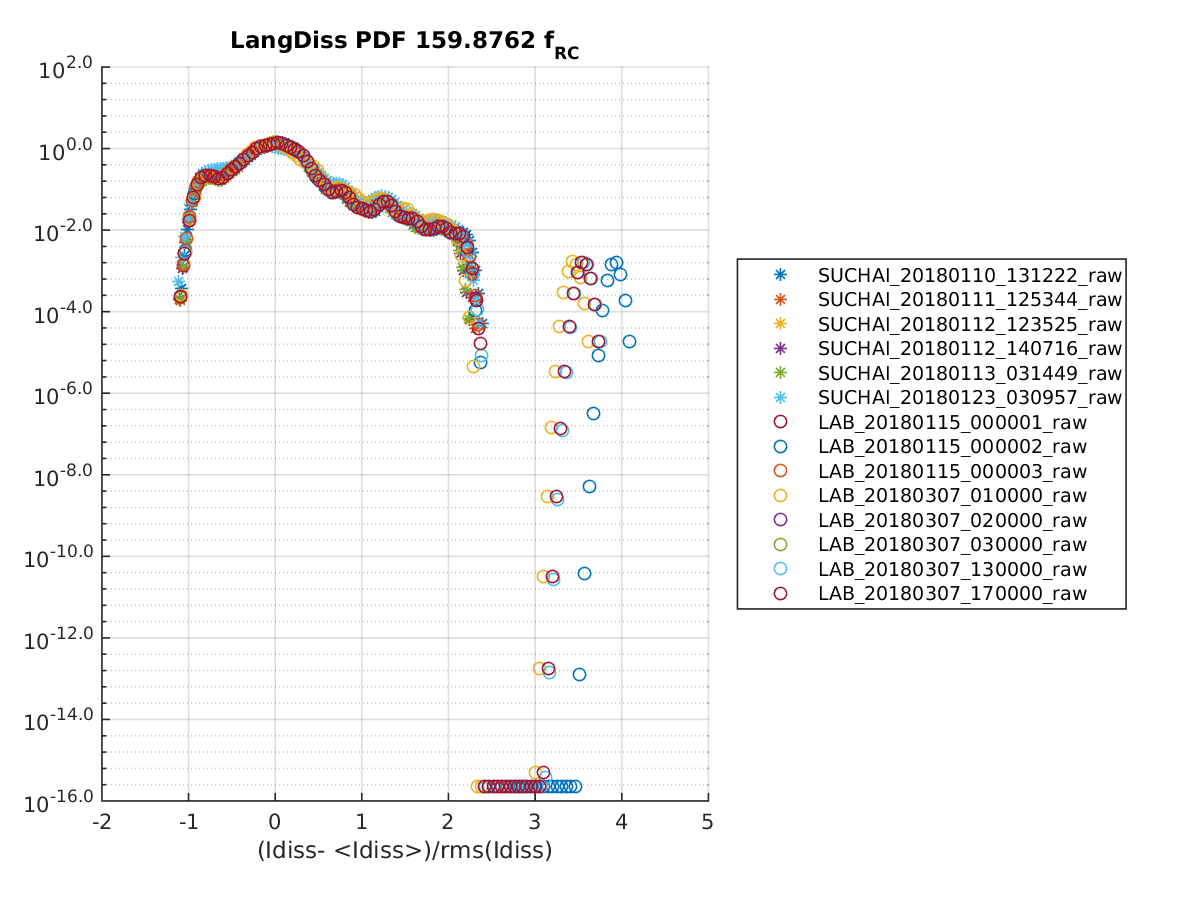 LangDiss PDF 159.8762 f_RC
10^2.0
10^0.0
10^-2.0
10^-4.0
10^-6.0
10^-8.0
10^-10.0
10^-12.0
10^-14.0
10^-16.0
-2 -1 0 1 2 3 4 5
(Idiss- <Idiss>)/rms(Idiss)
SUCHAI_20180110_131222_raw
SUCHAI_20180111_125344_raw
SUCHAI_20180112_123525_raw
SUCHAI_20180112_140716_raw
SUCHAI_20180113_031449_raw
SUCHAI_20180123_030957_raw
LAB_20180115_000001_raw
LAB_20180115_000002_raw
LAB_20180115_000003_raw
LAB_20180307_010000_raw
LAB_20180307_020000_raw
LAB_20180307_030000_raw
LAB_20180307_130000_raw
LAB_20180307_170000_raw